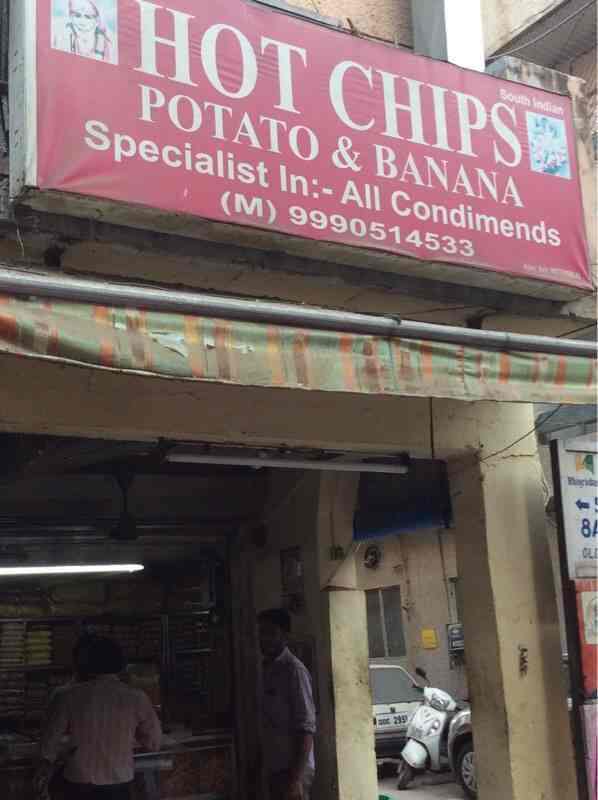 HOT CHIPS
South Indian
POTATO & BANANA
Specialist In:- All Condimends
(M) 9990514533